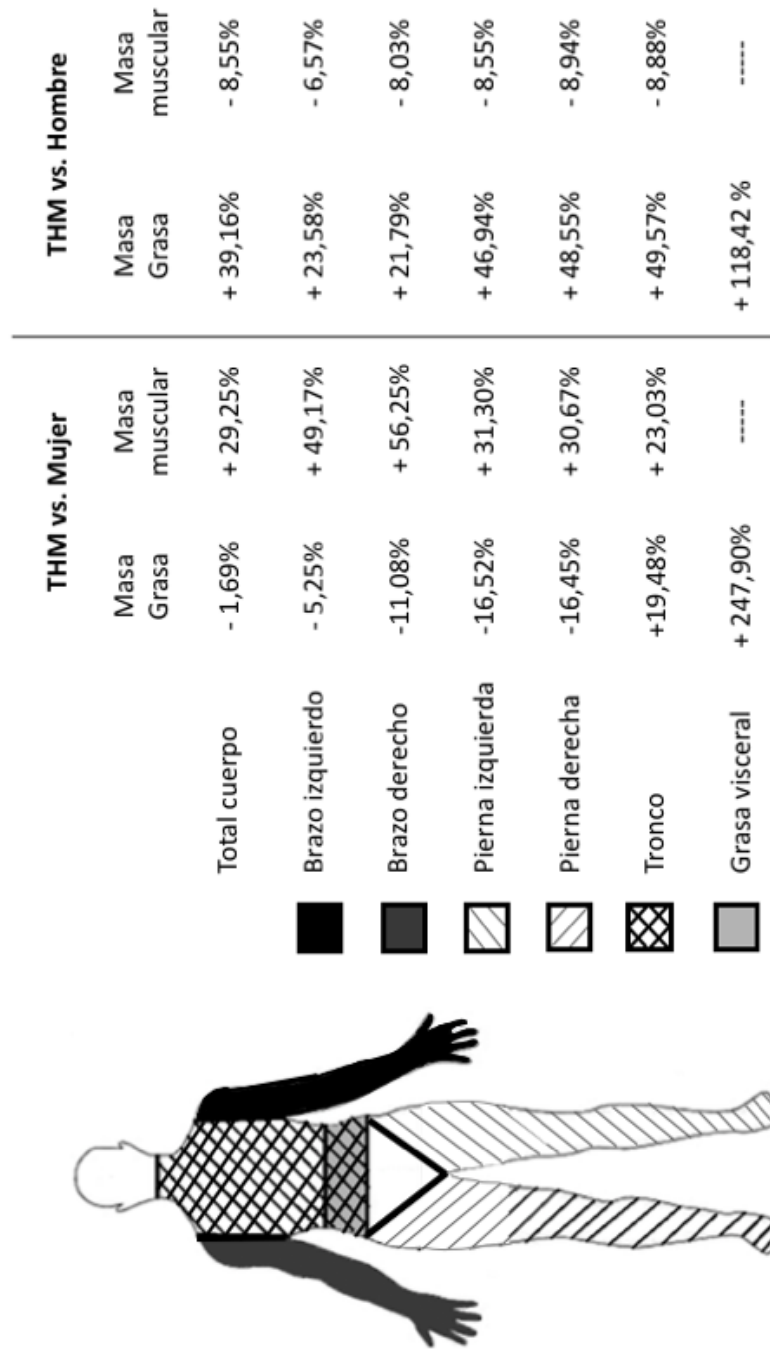 THM vs. Mujer THM vs. Hombre
Masa Masa Masa Masa
Grasa muscular Grasa muscular
Total cuerpo - 1,69% + 29,25% + 39,16% - 8,55%
Brazo izquierdo - 5,25% + 49,17% + 23,58% - 6,57%
Brazo derecho -11,08% + 56,25% + 21,79% - 8,03%
Pierna izquierda -16,52% + 31,30% + 46,94% - 8,55%
Pierna derecha -16,45% + 30,67% + 48,55% - 8,94%
Tronco +19,48% + 23,03% + 49,57% - 8,88%
Grasa visceral + 247,90% ----- + 118,42 % -----